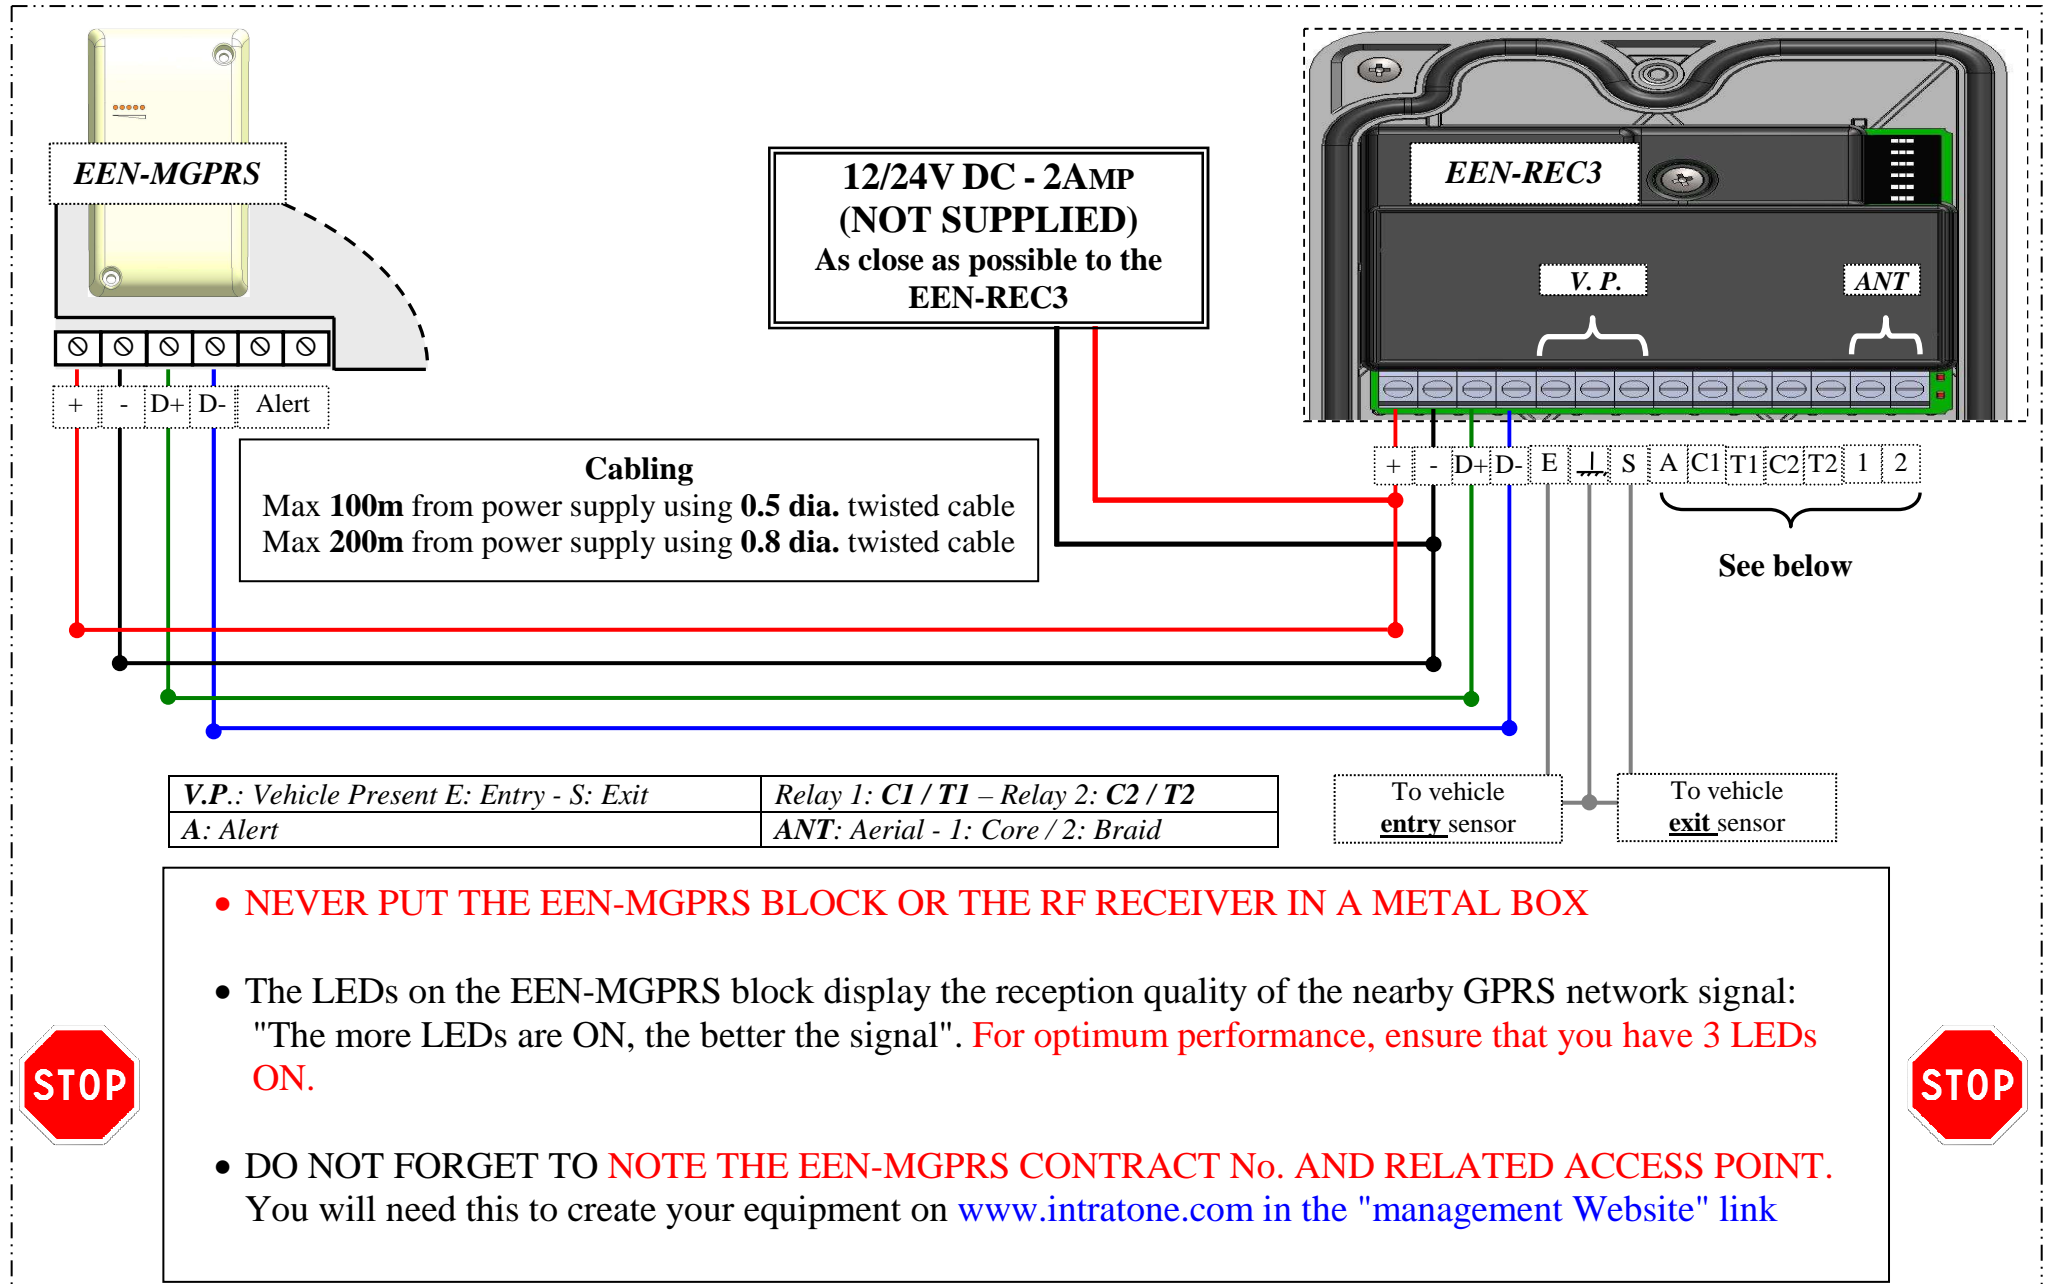 EEN-MGPRS
12/24V DC - 2AMP
(NOT SUPPLIED)
As close as possible to the
EEN-REC3
EEN-REC3
V. P.
ANT
+ - D+ D- Alert
+ - D+ D- E S A C1 T1 C2 T2 1 2
See below
Cabling
Max 100m from power supply using 0.5 dia. twisted cable
Max 200m from power supply using 0.8 dia. twisted cable
V.P.: Vehicle Present E: Entry - S: Exit
Relay 1: C1 / T1 – Relay 2: C2 / T2
A: Alert
ANT: Aerial - 1: Core / 2: Braid
To vehicle
entry sensor
To vehicle
exit sensor
• NEVER PUT THE EEN-MGPRS BLOCK OR THE RF RECEIVER IN A METAL BOX
• The LEDs on the EEN-MGPRS block display the reception quality of the nearby GPRS network signal:
"The more LEDs are ON, the better the signal". For optimum performance, ensure that you have 3 LEDs
ON.
• DO NOT FORGET TO NOTE THE EEN-MGPRS CONTRACT No. AND RELATED ACCESS POINT.
You will need this to create your equipment on www.intratone.com in the "management Website" link
STOP
STOP